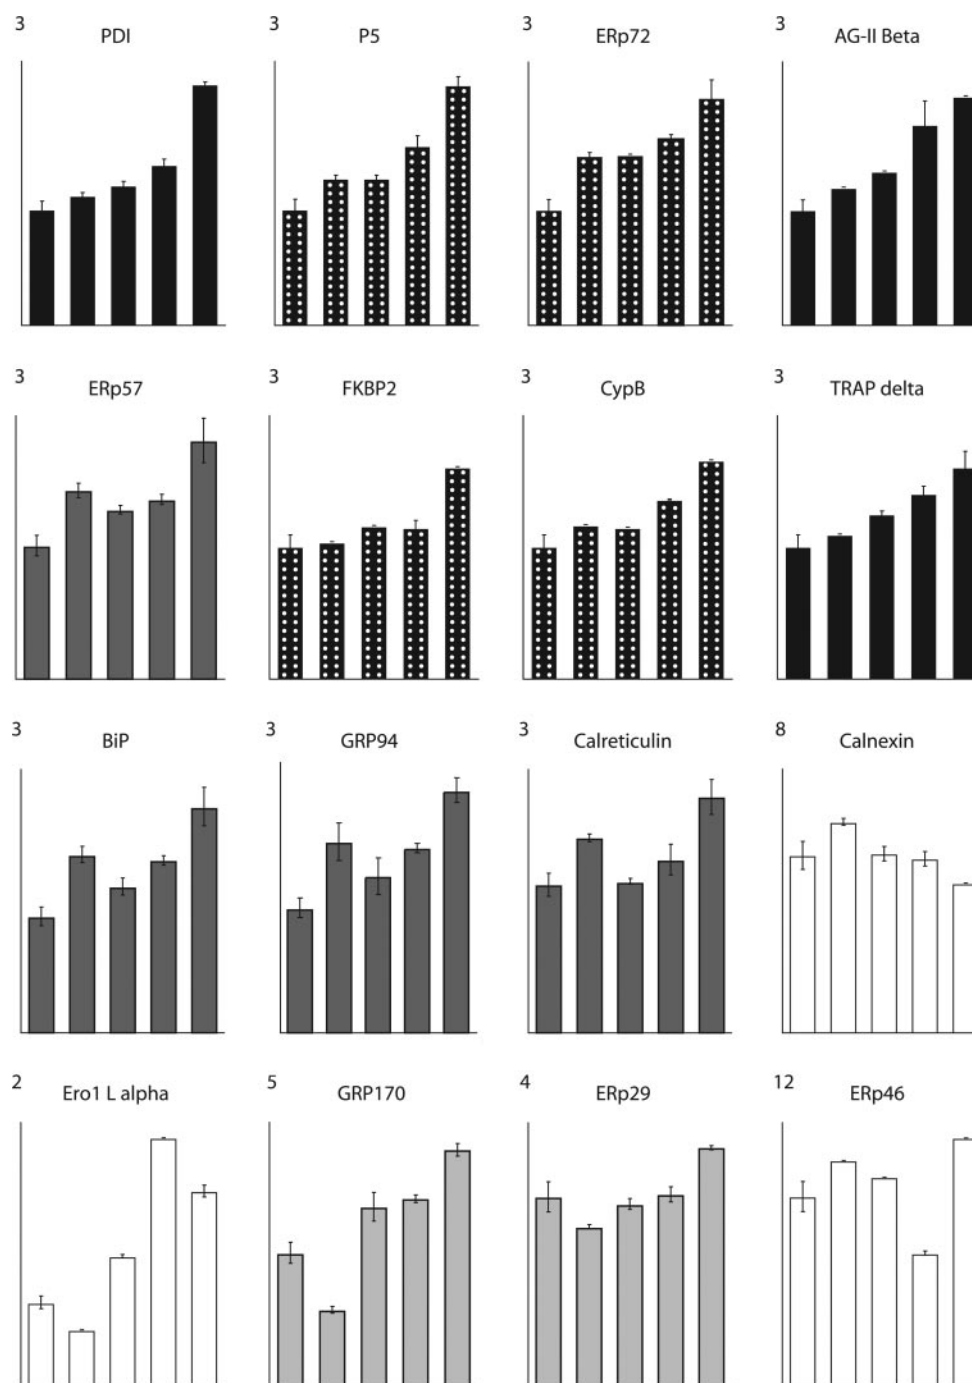 3 3 3 3
PDI P5 ERp72 AG-II Beta
3 3 3 3
ERp57 FKBP2 CypB TRAP delta
3 3 3 8
BiP GRP94 Calreticulin Calnexin
2 5 4 12
Ero1 L alpha GRP170 ERp29 ERp46